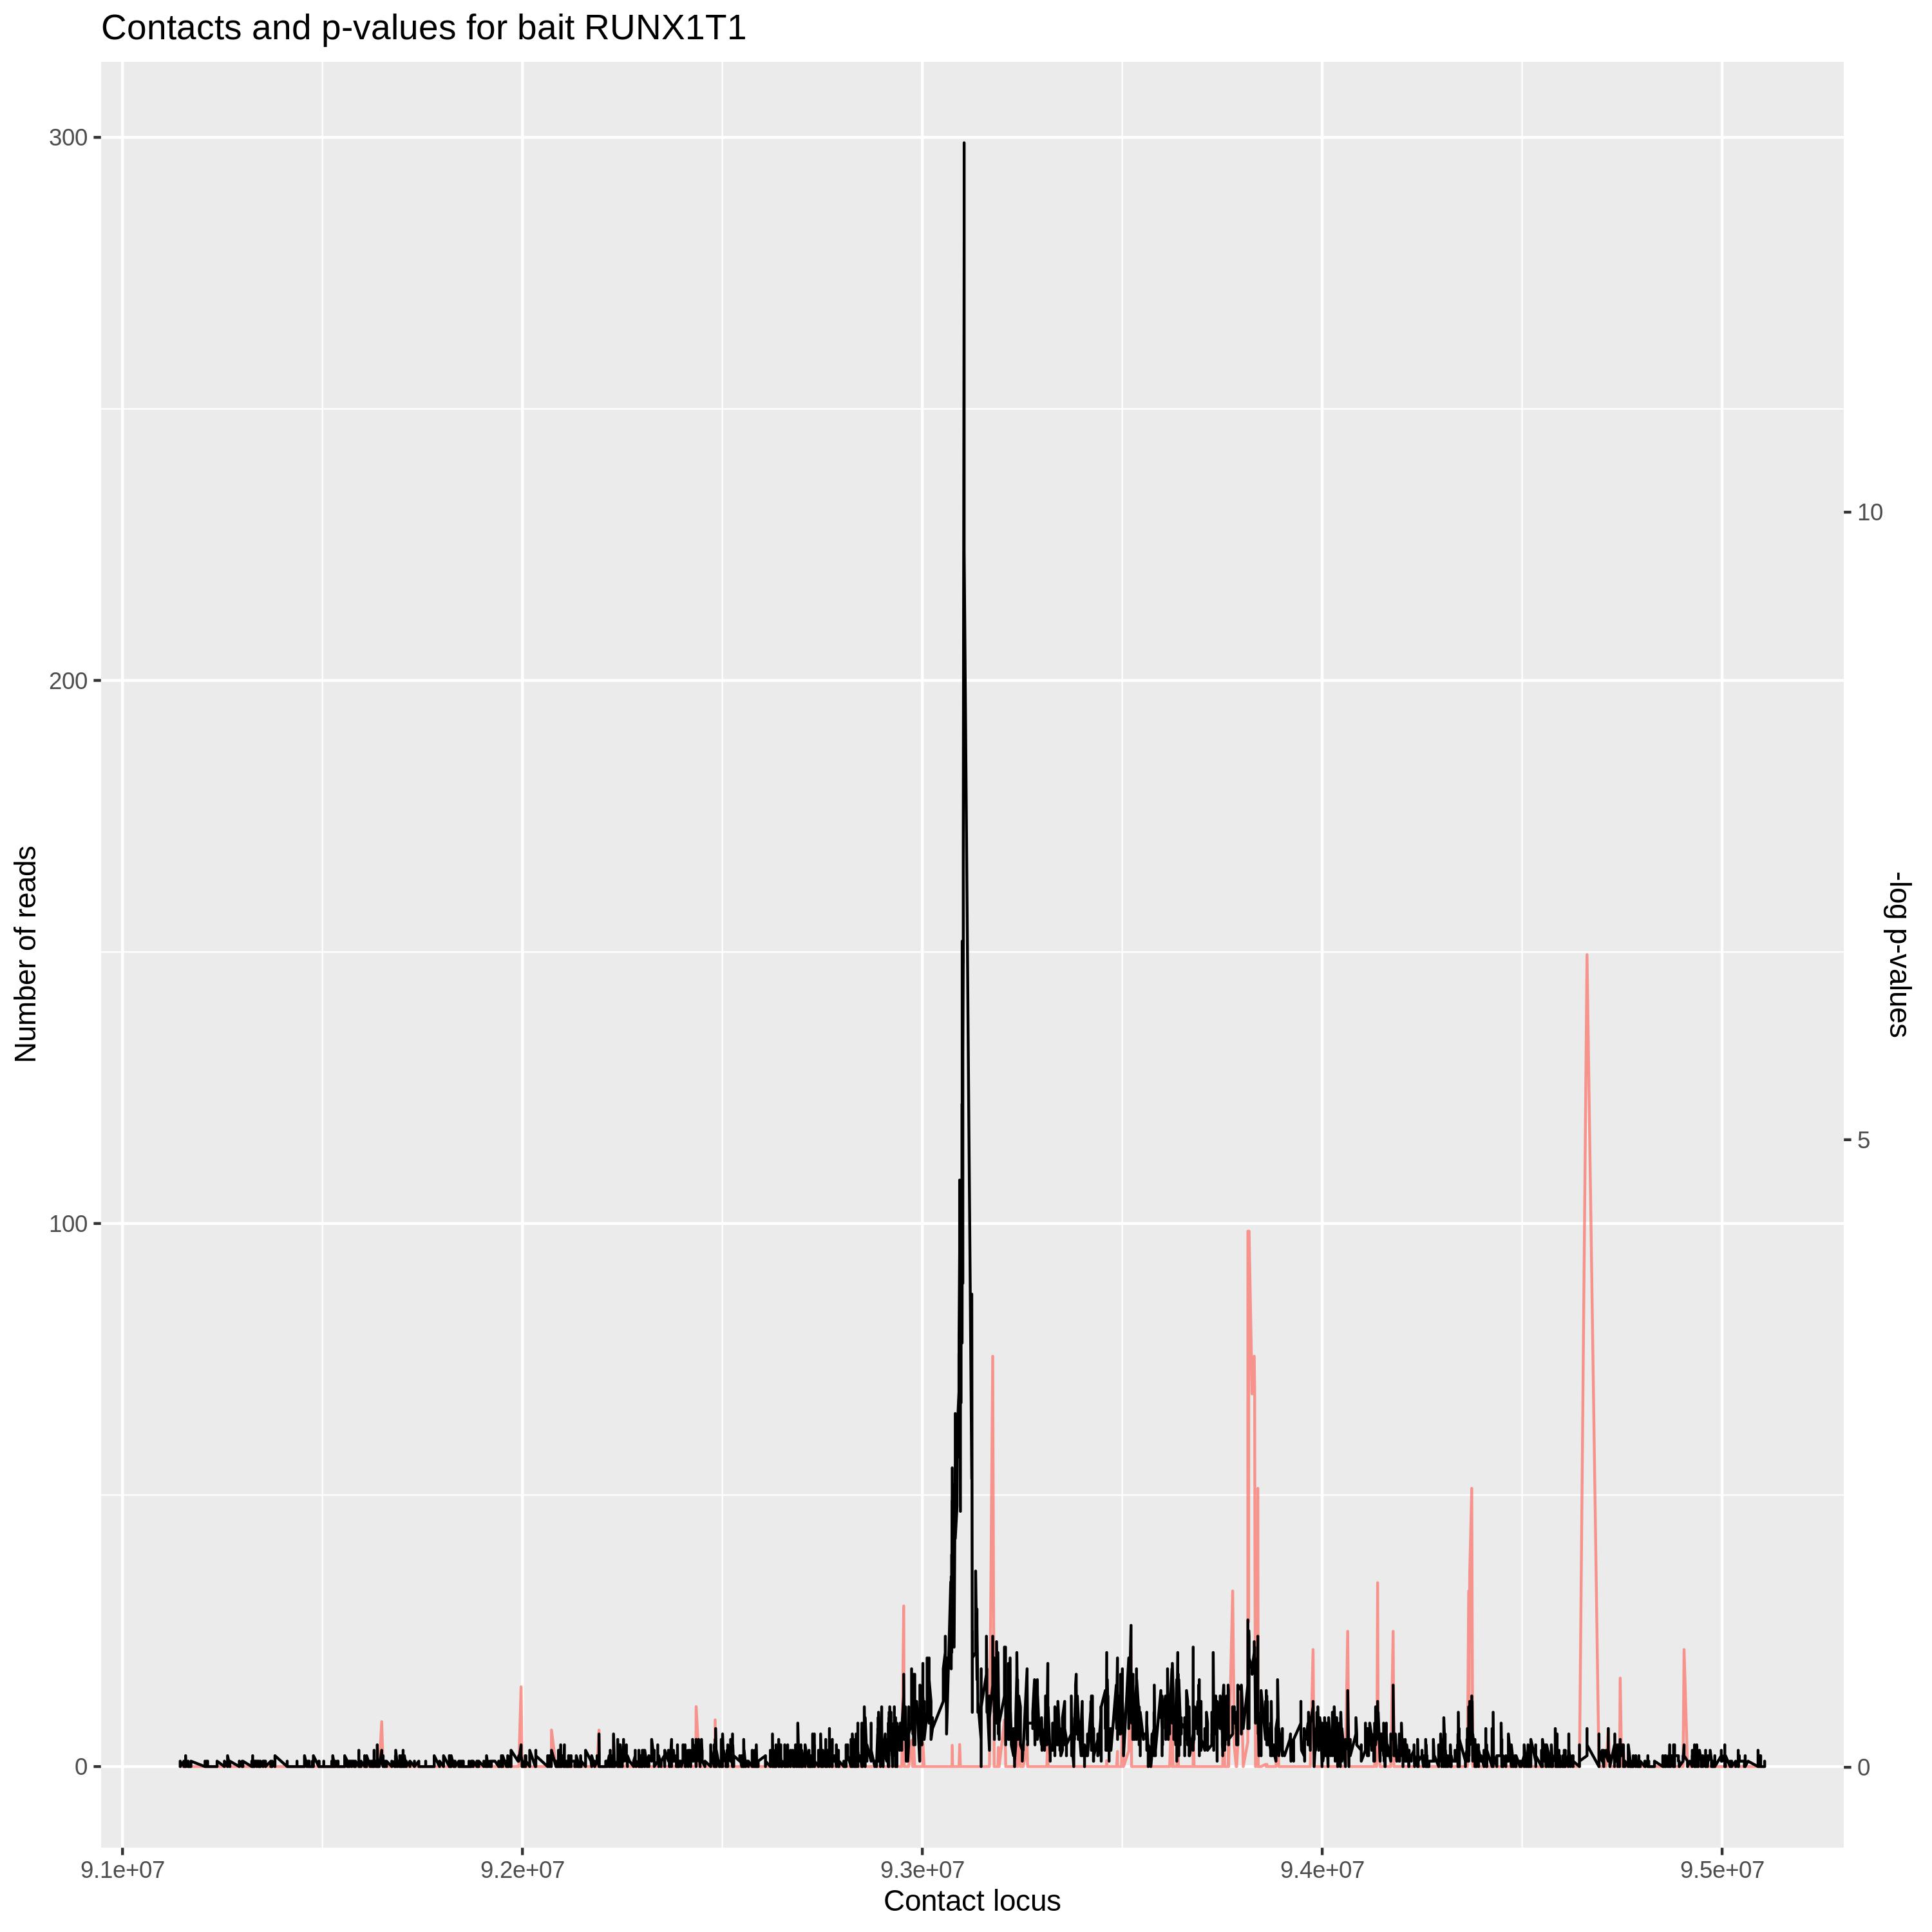 Contacts and p-values for bait RUNX1T1
300
200
100
0
Number of reads
10
5
0
-log p-values
9.1e+07
9.2e+07
9.3e+07
9.4e+07
9.5e+07
Contact locus